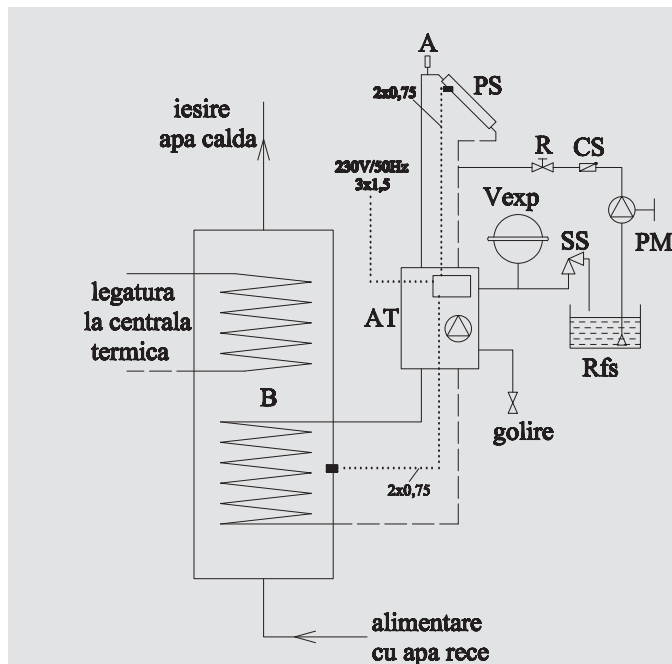 A
PS
2x0,75
iesire
apa calda
R
CS
230V/50Hz
3x1,5
Vexp
SS
PM
legatura
la centrala
termica
AT
Rfs
B
golire
2x0,75
alimentare
cu apa rece